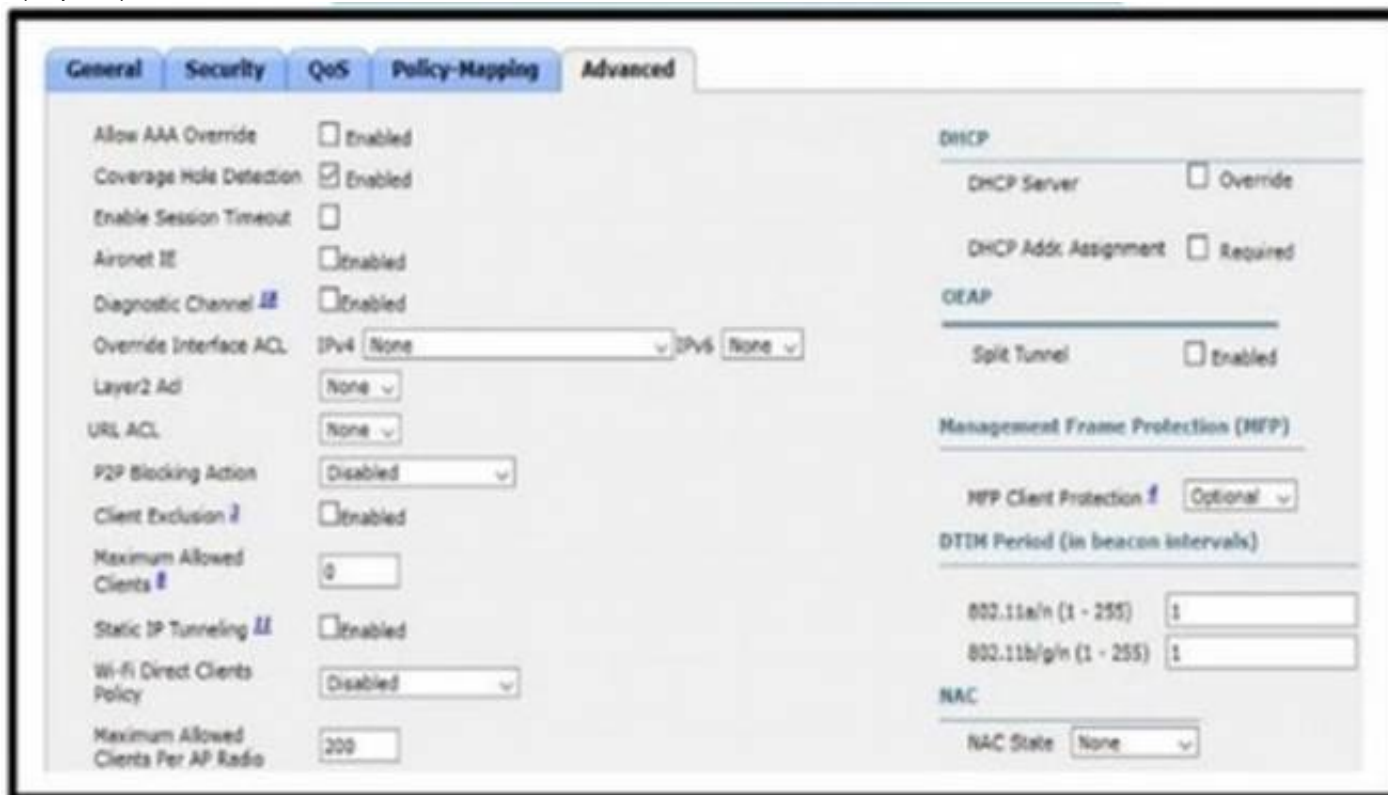 General Security QoS Policy-Mapping Advanced
Allow AAA Override Enabled
Coverage Hole Detection Enabled
Enable Session Timeout
Aironet IE Enabled
Diagnostic Channel 18 Enabled
Override Interface ACL IPv4 None IPv6 None
Layer2 Acl None
URL ACL None
P2P Blocking Action Disabled
Client Exclusion 3 Enabled
Maximum Allowed
Clients 8
0
Static IP Tunneling 11 Enabled
Wi-Fi Direct Clients
Policy
Disabled
Maximum Allowed
Clients Per AP Radio
200
DHCP
DHCP Server Override
DHCP Addr. Assignment Required
OEAP
Split Tunnel Enabled
Management Frame Protection (MFP)
MFP Client Protection 4 Optional
DTIM Period (in beacon intervals)
802.11a/n (1 - 255) 1
802.11b/g/n (1 - 255) 1
NAC
NAC State None